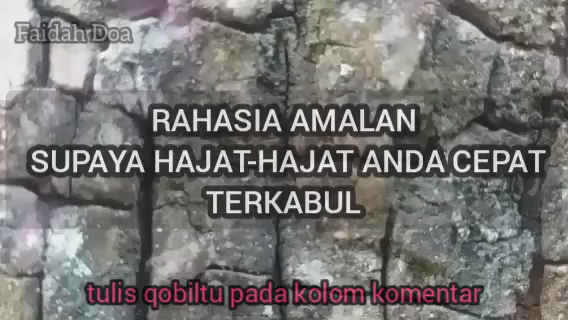 Faidah Doa
RAHASIA AMALAN
SUPAYA HAJAT-HAJAT ANDA CEPAT
TERKABUL
tulis qobiltu pada kolom komentar